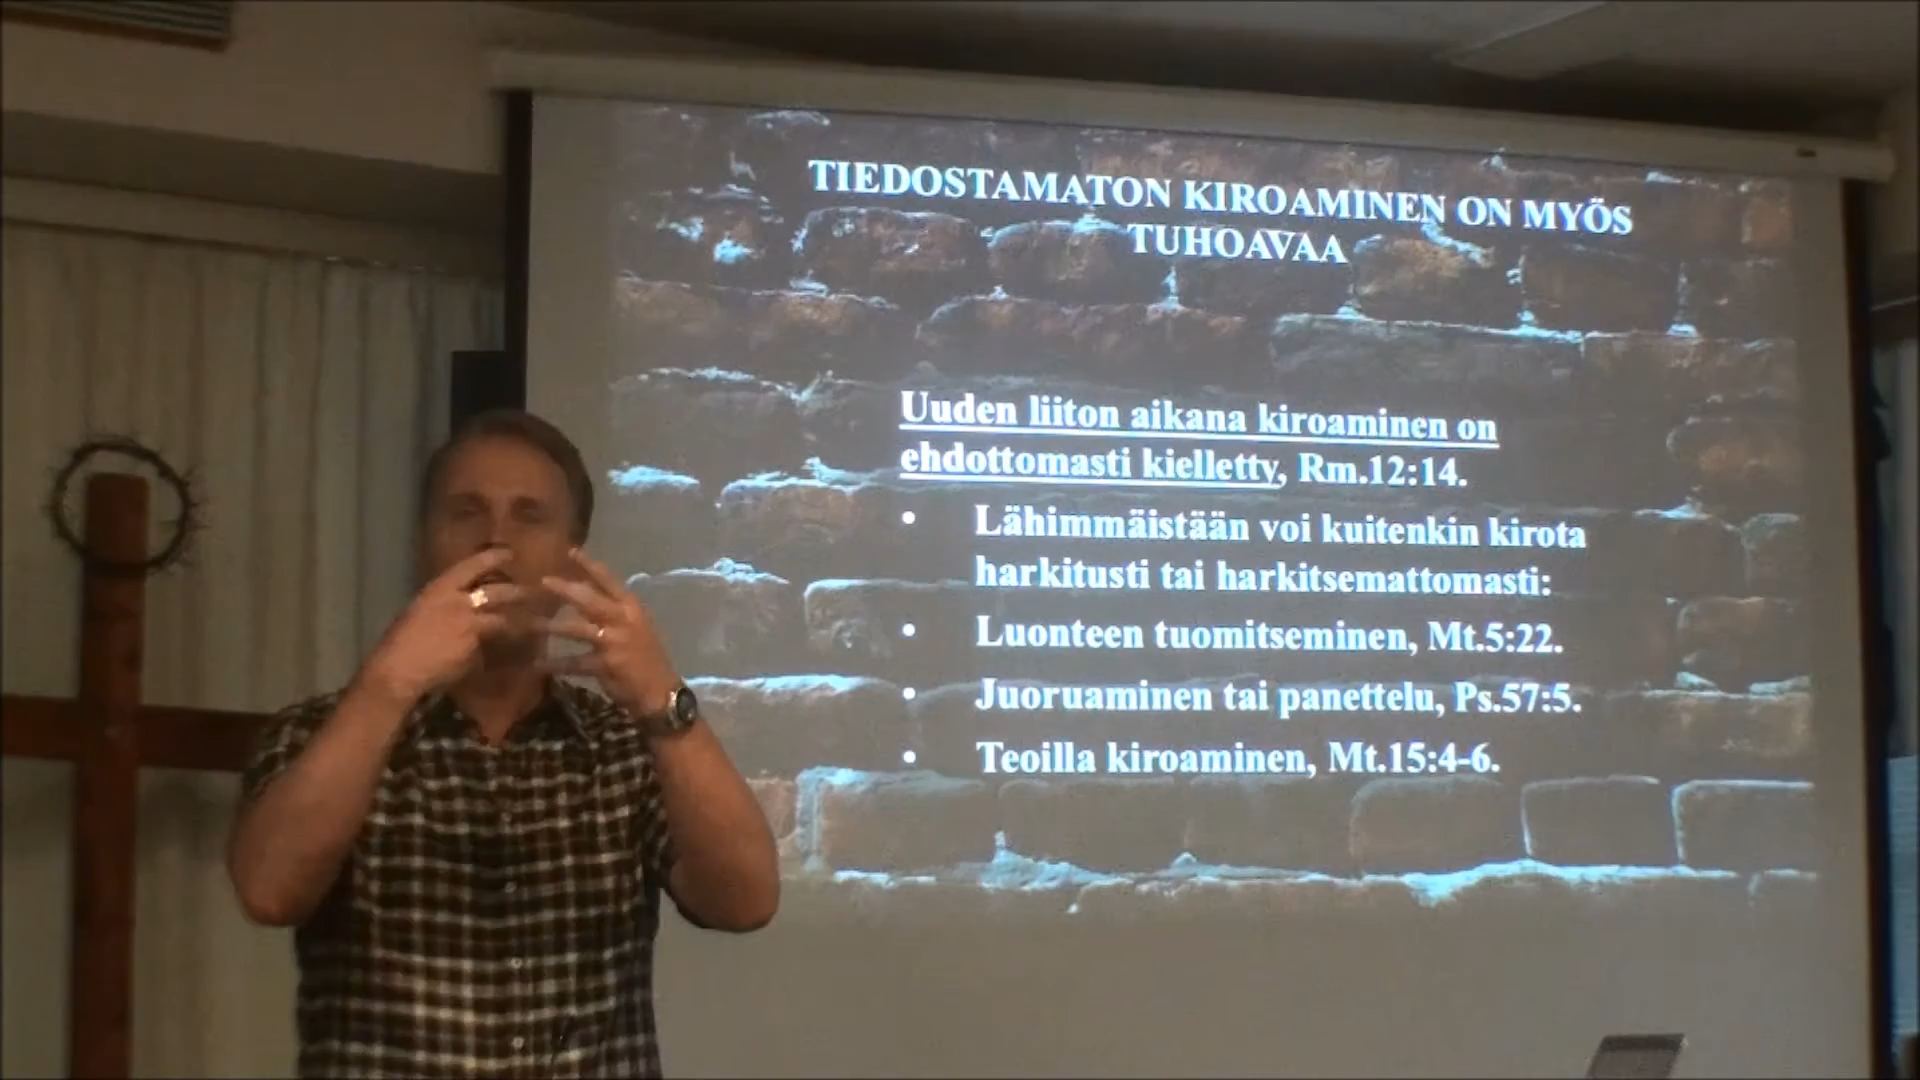 TIEDOSTAMATON KIROAMINEN ON MYÖS
TUHOAVAA
Uuden liiton aikana kiroaminen on
ehdottomasti kielletty, Rm.12:14.
• Lähimmäistään voi kuitenkin kirota
harkitusti tai harkitsemattomasti:
• Luonteen tuomitseminen, Mt.5:22.
• Juoruaminen tai panettelu, Ps.57:5.
• Teoilla kiroaminen, Mt.15:4-6.